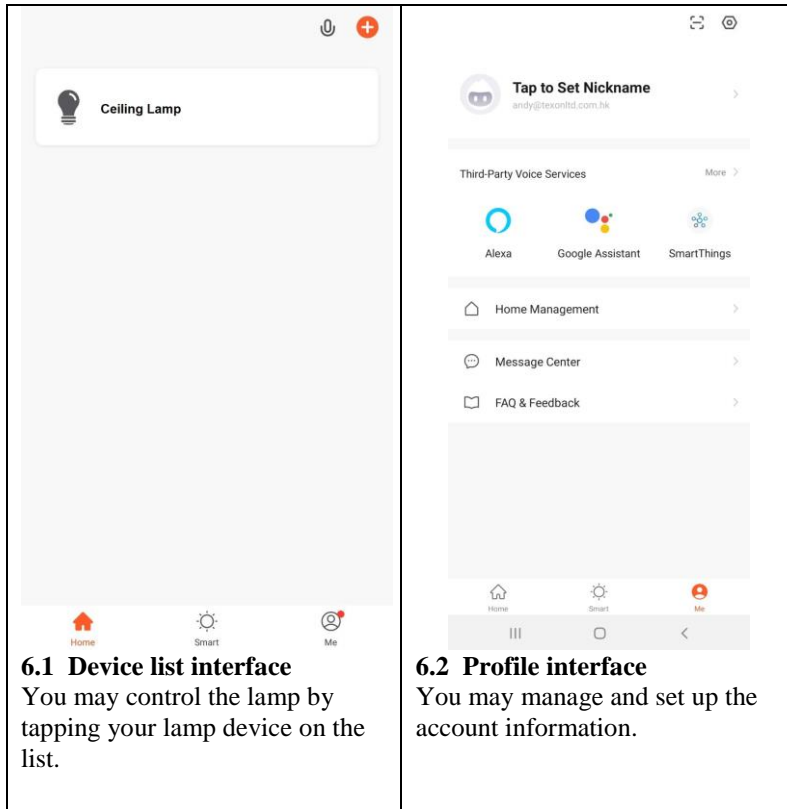 Ceiling Lamp
Home
Smart
Me
6.1 Device list interface
You may control the lamp by
tapping your lamp device on the
list.
Tap to Set Nickname
andy@texonltd.com.hk
Third-Party Voice Services
More
Alexa
Google Assistant
SmartThings
Home Management
Message Center
FAQ & Feedback
Home
Smart
Me
6.2 Profile interface
You may manage and set up the
account information.